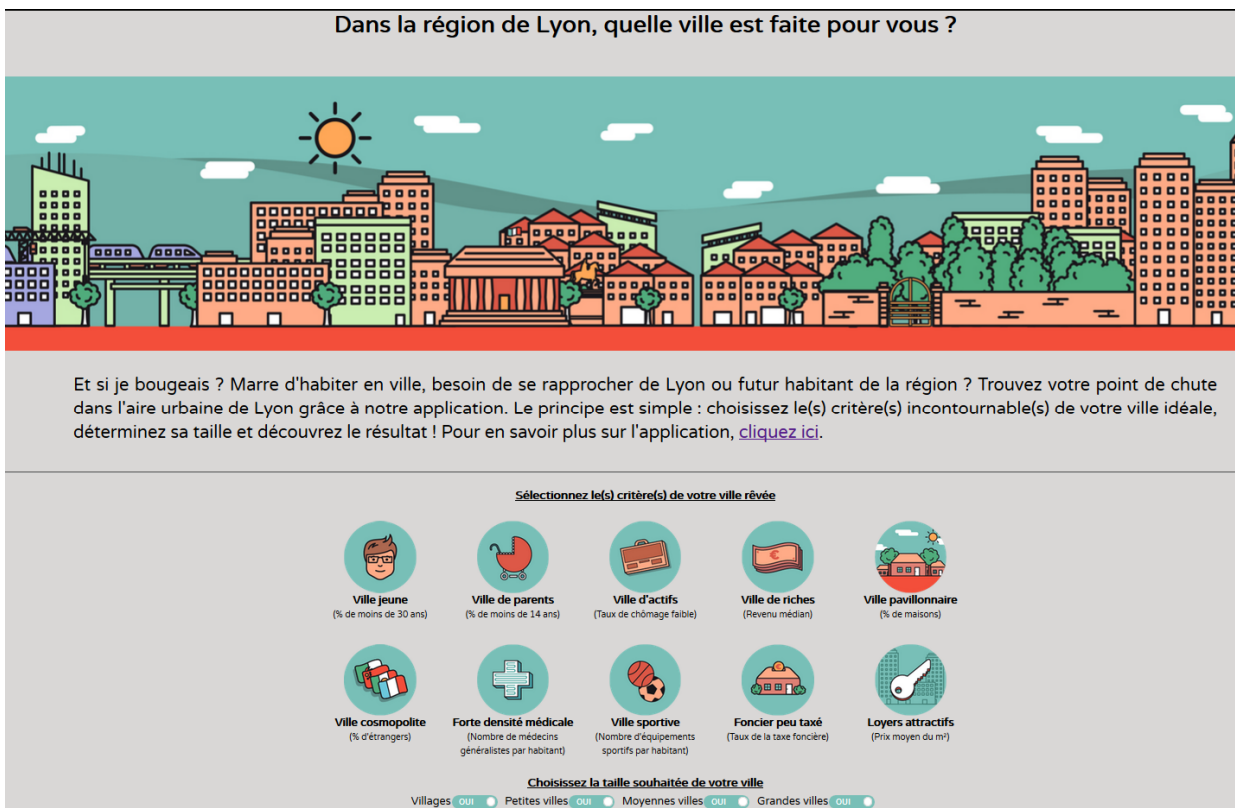 Dans la région de Lyon, quelle ville est faite pour vous ?
Et si je bougeais ? Marre d'habiter en ville, besoin de se rapprocher de Lyon ou futur habitant de la région ? Trouvez votre point de chute
dans l'aire urbaine de Lyon grâce à notre application. Le principe est simple : choisissez le(s) critère(s) incontournable(s) de votre ville idéale,
déterminez sa taille et découvrez le résultat ! Pour en savoir plus sur l'application, cliquez ici.
Sélectionnez le(s) critère(s) de votre ville rêvée
Ville jeune
(% de moins de 30 ans)
Ville de parents
(% de moins de 14 ans)
Ville d'actifs
(Taux de chômage faible)
Ville de riches
(Revenu médian)
Ville pavillonnaire
(% de maisons)
Ville cosmopolite
(% d'étrangers)
Forte densité médicale
(Nombre de médecins
généralistes par habitant)
Ville sportive
(Nombre d'équipements
sportifs par habitant)
Foncier peu taxé
(Taux de la taxe foncière)
Loyers attractifs
(Prix moyen du m²)
Choisissez la taille souhaitée de votre ville
Villages OUI Petites villes OUI Moyennes villes OUI Grandes villes OUI